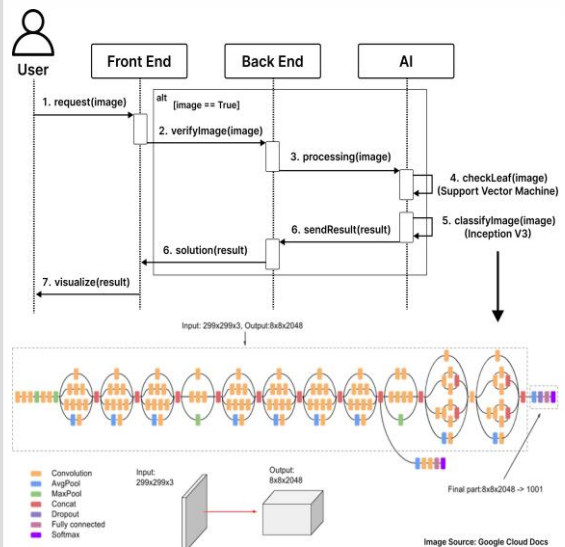 User
Front End
Back End
AI
alt
[image == True]
1. request(image)
2. verifyImage(image)
3. processing(image)
4. checkLeaf(image)
(Support Vector Machine)
5. classifyImage(image)
(Inception V3)
6. sendResult(result)
6. solution(result)
7. visualize(result)
Input: 299x299x3, Output:8x8x2048
Convolution
AvgPool
MaxPool
Concat
Dropout
Fully connected
Softmax
Input:
299x299x3
Output:
8x8x2048
Final part:8x8x2048 -> 1001
Image Source: Google Cloud Docs